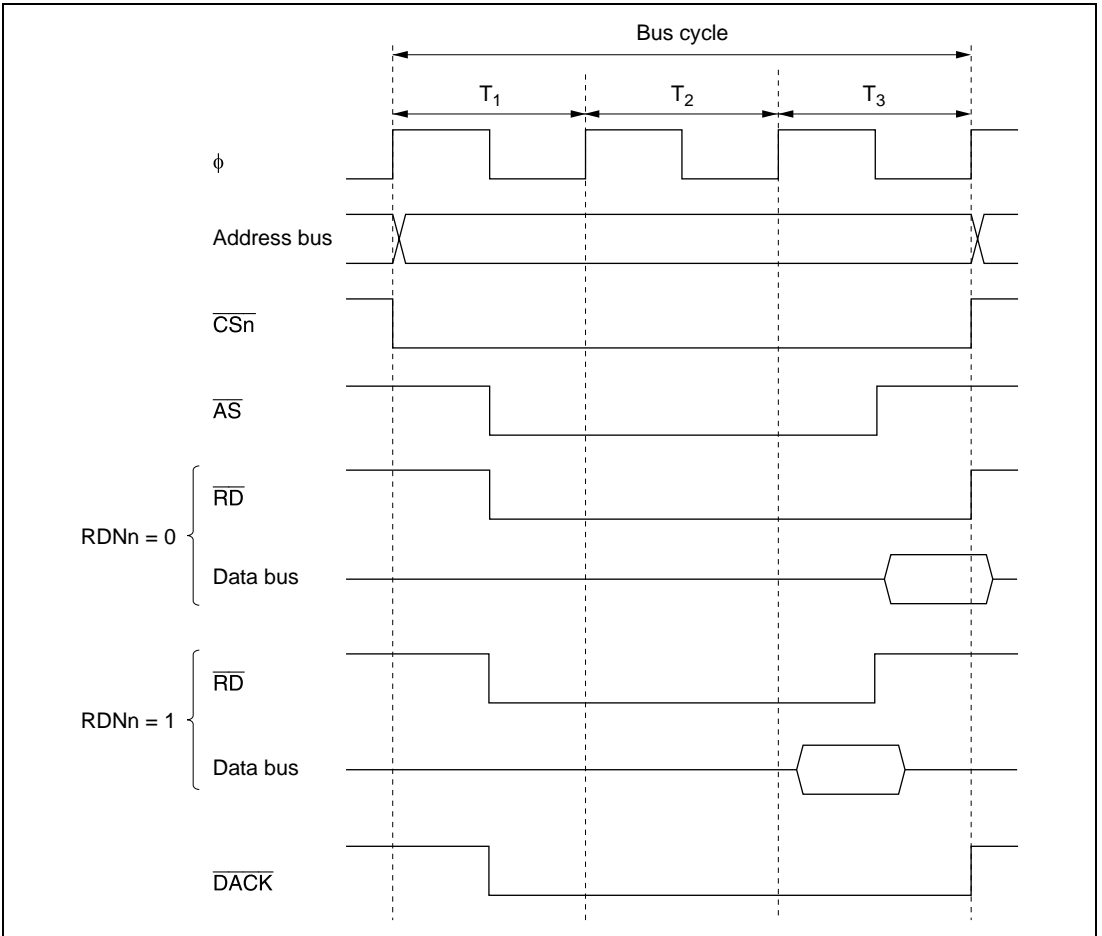 Bus cycle
T1 T2 T3
ϕ
Address bus
CSn
AS
RD
RDNn = 0
Data bus
RD
RDNn = 1
Data bus
DACK